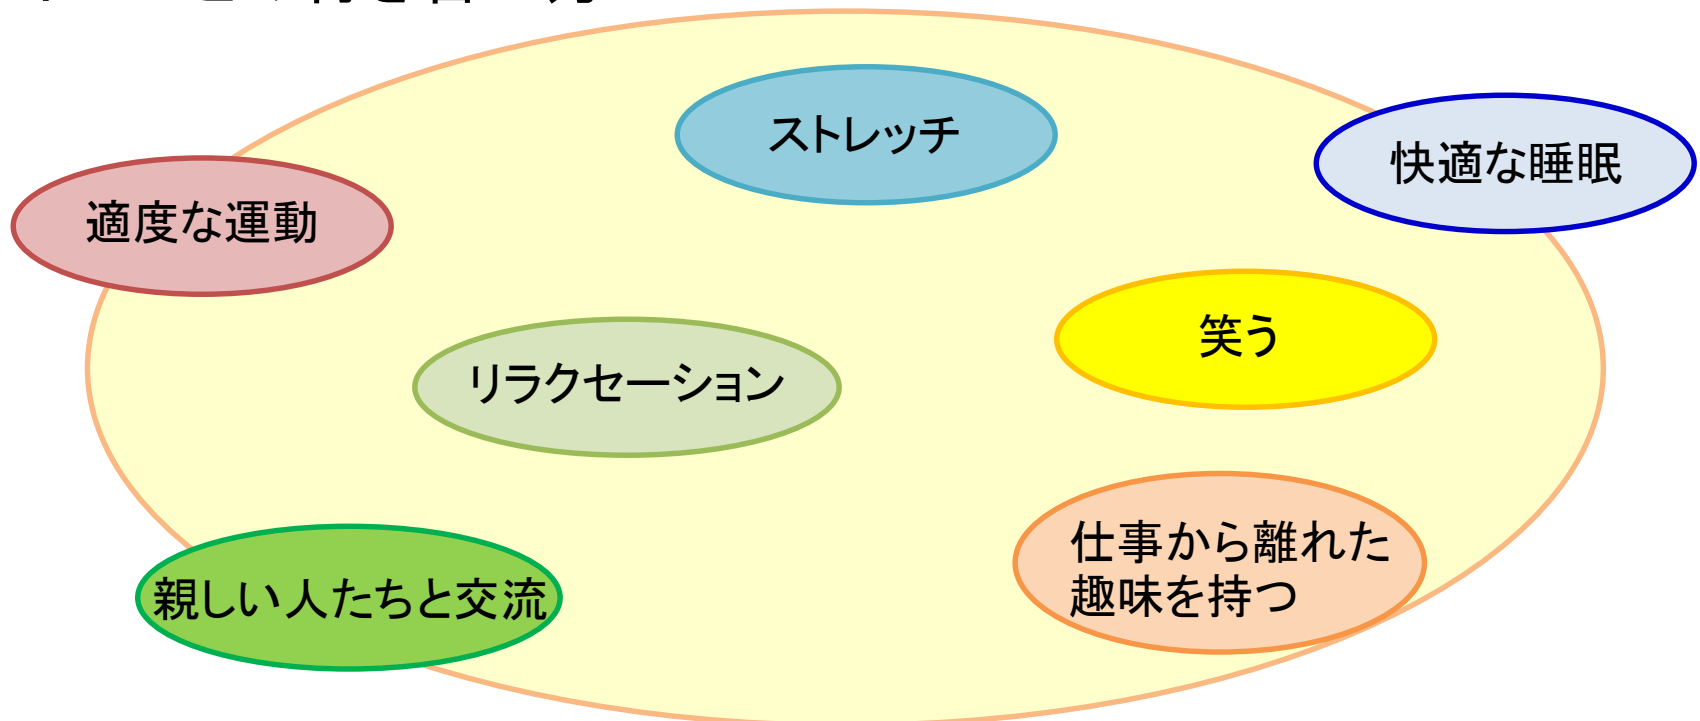 ストレッチ
快適な睡眠
適度な運動
笑う
リラクセーション
仕事から離れた
趣味を持つ
親しい人たちと交流